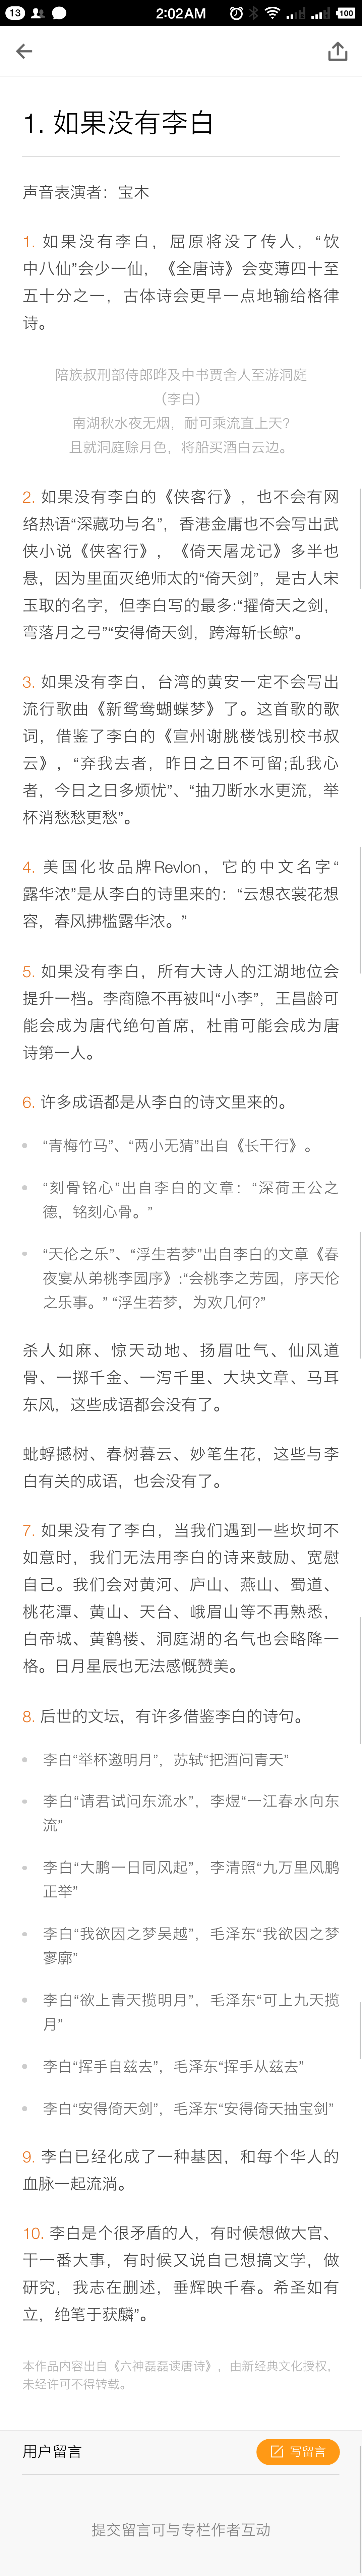 13
2:02AM
100
1. 如果没有李白
声音表演者：宝木
1. 如果没有李白，屈原将没了传人，“饮
中八仙”会少一仙，《全唐诗》会变薄四十至
五十分之一，古体诗会更早一点地输给格律
诗。
陪族叔刑部侍郎晔及中书贾舍人至游洞庭
（李白）
南湖秋水夜无烟，耐可乘流直上天?
且就洞庭赊月色，将船买酒白云边。
2. 如果没有李白的《侠客行》，也不会有网
络热语“深藏功与名”，香港金庸也不会写出武
侠小说《侠客行》，《倚天屠龙记》多半也
悬，因为里面灭绝师太的“倚天剑”，是古人宋
玉取的名字，但李白写的最多:“擢倚天之剑，
弯落月之弓”“安得倚天剑，跨海斩长鲸”。
3. 如果没有李白，台湾的黄安一定不会写出
流行歌曲《新鸳鸯蝴蝶梦》了。这首歌的歌
词，借鉴了李白的《宣州谢脁楼饯别校书叔
云》，“弃我去者，昨日之日不可留;乱我心
者，今日之日多烦忧”、“抽刀断水水更流，举
杯消愁愁更愁”。
4. 美国化妆品牌Revlon，它的中文名字“
露华浓”是从李白的诗里来的：“云想衣裳花想
容，春风拂槛露华浓。”
5. 如果没有李白，所有大诗人的江湖地位会
提升一档。李商隐不再被叫“小李”，王昌龄可
能会成为唐代绝句首席，杜甫可能会成为唐
诗第一人。
6. 许多成语都是从李白的诗文里来的。
“青梅竹马”、“两小无猜”出自《长干行》。
“刻骨铭心”出自李白的文章：“深荷王公之
德，铭刻心骨。”
“天伦之乐”、“浮生若梦”出自李白的文章《春
夜宴从弟桃李园序》:“会桃李之芳园，序天伦
之乐事。” “浮生若梦，为欢几何?”
杀人如麻、惊天动地、扬眉吐气、仙风道
骨、一掷千金、一泻千里、大块文章、马耳
东风，这些成语都会没有了。
蚍蜉撼树、春树暮云、妙笔生花，这些与李
白有关的成语，也会没有了。
7. 如果没有了李白，当我们遇到一些坎坷不
如意时，我们无法用李白的诗来鼓励、宽慰
自己。我们会对黄河、庐山、燕山、蜀道、
桃花潭、黄山、天台、峨眉山等不再熟悉，
白帝城、黄鹤楼、洞庭湖的名气也会略降一
格。日月星辰也无法感慨赞美。
8. 后世的文坛，有许多借鉴李白的诗句。
李白“举杯邀明月”，苏轼“把酒问青天”
李白“请君试问东流水”，李煜“一江春水向东
流”
李白“大鹏一日同风起”，李清照“九万里风鹏
正举”
李白“我欲因之梦吴越”，毛泽东“我欲因之梦
寥廓”
李白“欲上青天揽明月”，毛泽东“可上九天揽
月”
李白“挥手自兹去”，毛泽东“挥手从兹去”
李白“安得倚天剑”，毛泽东“安得倚天抽宝剑”
9. 李白已经化成了一种基因，和每个华人的
血脉一起流淌。
10. 李白是个很矛盾的人，有时候想做大官、
干一番大事，有时候又说自己想搞文学，做
研究，我志在删述，垂辉映千春。希圣如有
立，绝笔于获麟”。
本作品内容出自《六神磊磊读唐诗》，由新经典文化授权，
未经许可不得转载。
用户留言
写留言
提交留言可与专栏作者互动